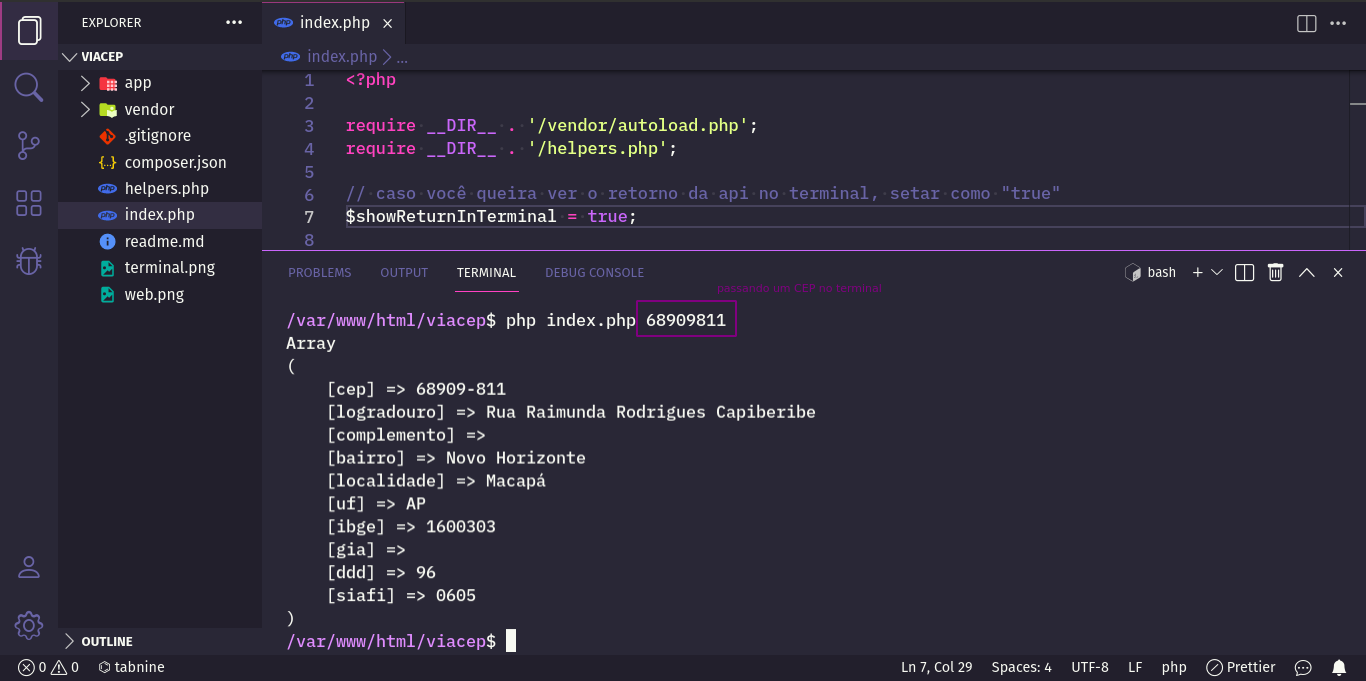 EXPLORER
index.php
VIACEP
index.php
...
app
vendor
.gitignore
composer.json
helpers.php
index.php
readme.md
terminal.png
web.png
OUTLINE
1 <?php
2
3 require __DIR__ . '/vendor/autoload.php';
4 require __DIR__ . '/helpers.php';
5
6 // caso você queira ver o retorno da api no terminal, setar como "true"
7 $showReturnInTerminal = true;
8
PROBLEMS OUTPUT TERMINAL DEBUG CONSOLE bash
passando um CEP no terminal
/var/www/html/viacep$ php index.php 68909811
Array
(
[cep] => 68909-811
[logradouro] => Rua Raimunda Rodrigues Capiberibe
[complemento] =>
[bairro] => Novo Horizonte
[localidade] => Macapá
[uf] => AP
[ibge] => 1600303
[gia] =>
[ddd] => 96
[siafi] => 0605
)
/var/www/html/viacep$
0 0 tabnine Ln 7, Col 29 Spaces: 4 UTF-8 LF php Prettier